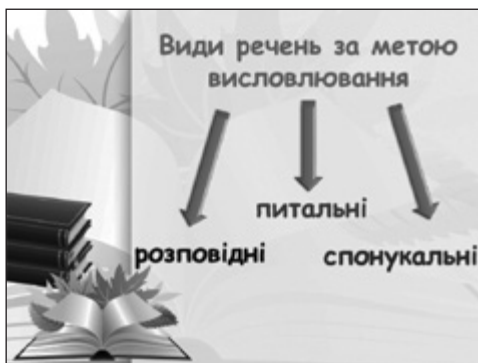 Види речень за метою
висловлювання
питальні
розповідні
спонукальні